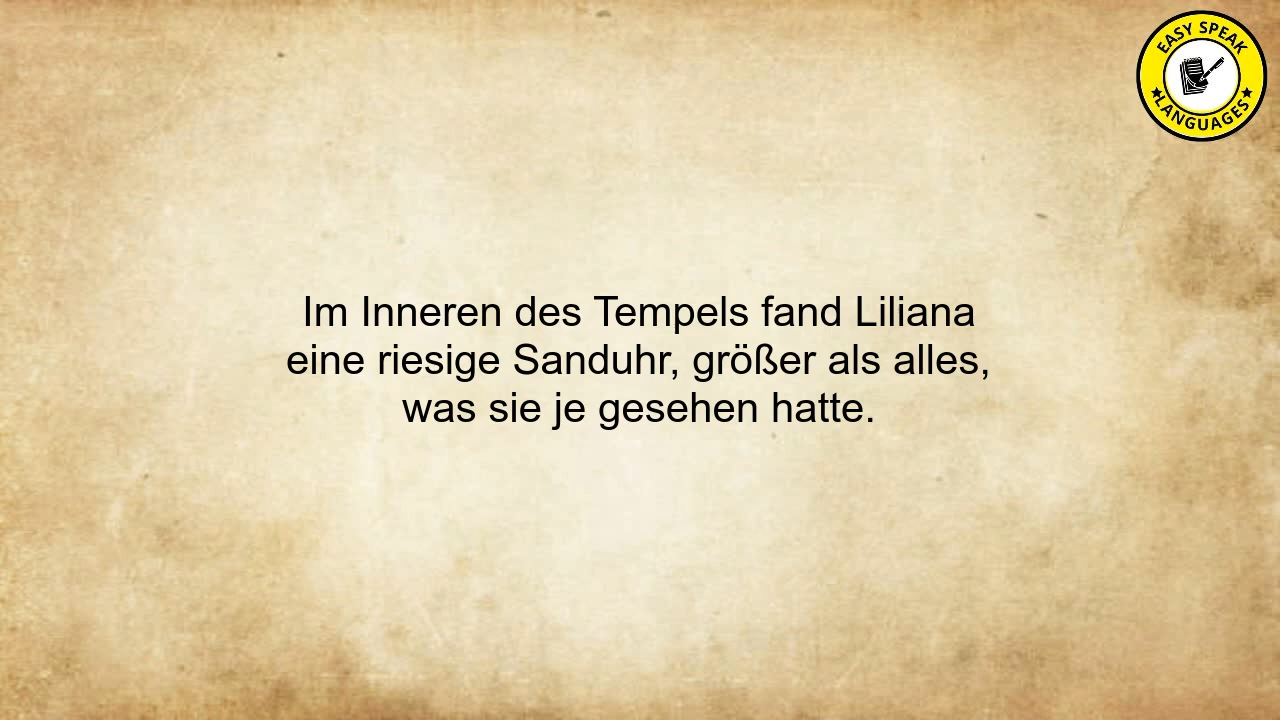 EASY SPEAK
LANGUAGES
Im Inneren des Tempels fand Liliana
eine riesige Sanduhr, größer als alles,
was sie je gesehen hatte.